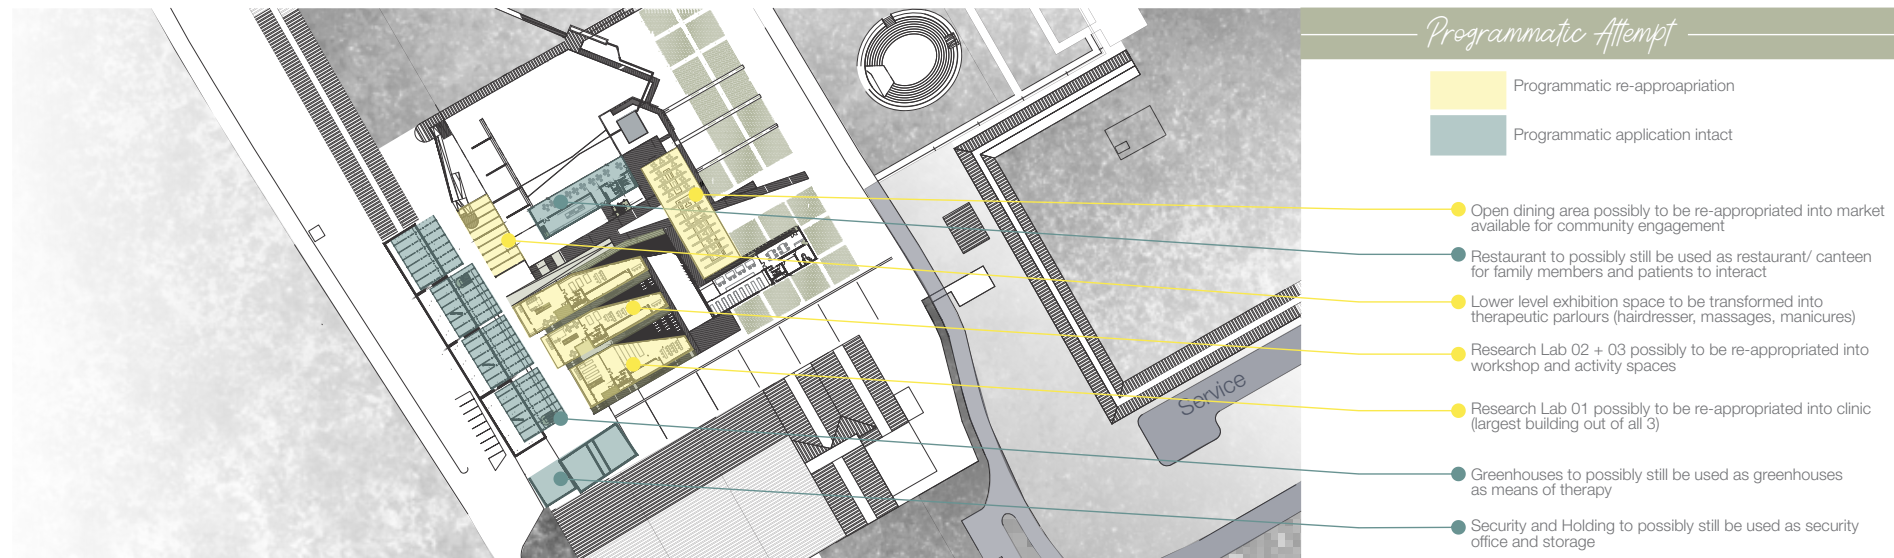 Programmatic Attempt
Programmatic re-approapriation
Programmatic application intact
Open dining area possibly to be re-appropriated into market
available for community engagement
Restaurant to possibly still be used as restaurant/ canteen
for family members and patients to interact
Lower level exhibition space to be transformed into
therapeutic parlours (hairdresser, massages, manicures)
Research Lab 02 + 03 possibly to be re-appropriated into
workshop and activity spaces
Research Lab 01 possibly to be re-appropriated into clinic
(largest building out of all 3)
Greenhouses to possibly still be used as greenhouses
as means of therapy
Security and Holding to possibly still be used as security
office and storage
Service